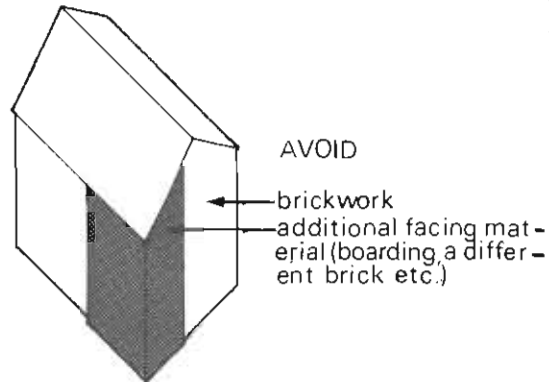 AVOID
brickwork
additional facing mat-
erial (boarding, a differ-
ent brick etc.)